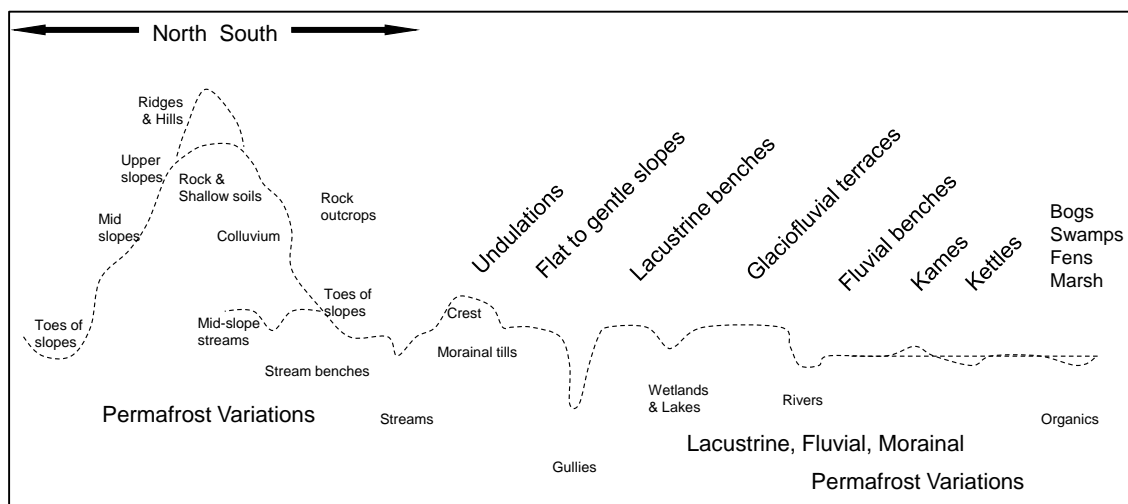 North South
Ridges
& Hills
Upper
slopes
Rock &
Shallow soils
Mid
slopes
Colluvium
Rock
outcrops
Toes of
slopes
Mid-slope
streams
Toes of
slopes
Stream benches
Permafrost Variations
Streams
Crest
Morainal tills
Undulations
Flat to gentle slopes
Lacustrine benches
Glaciofluvial terraces
Fluvial benches
Kames
Kettles
Bogs
Swamps
Fens
Marsh
Gullies
Wetlands
& Lakes
Rivers
Organics
Lacustrine, Fluvial, Morainal
Permafrost Variations